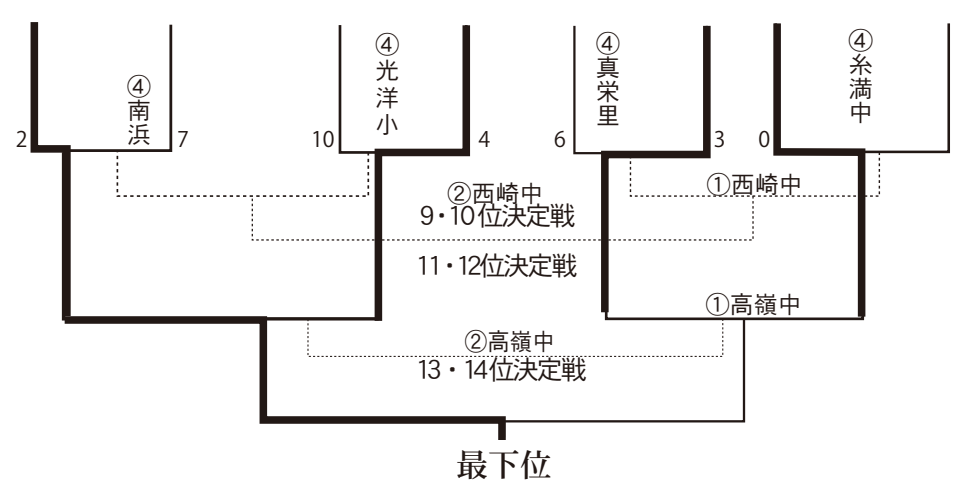 ④南浜
④光洋小
④真栄里
④糸満中
2
7
10
4
6
3
0
①西崎中
②西崎中
9・10位決定戦
11・12位決定戦
①高嶺中
②高嶺中
13・14位決定戦
最下位